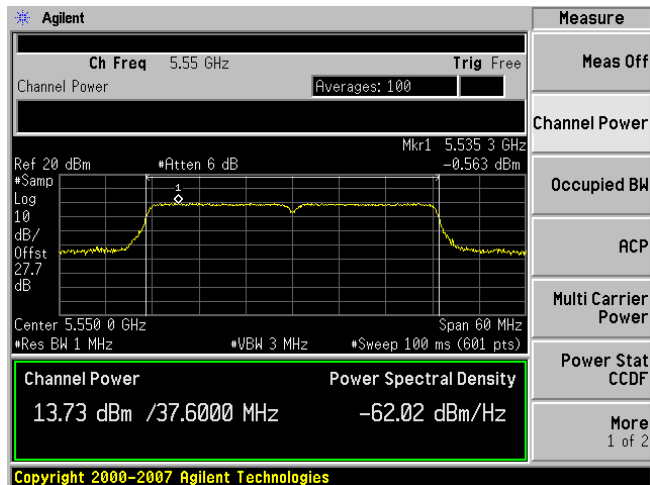 Agilent
Measure
Ch Freq 5.55 GHz Trig Free
Channel Power Averages: 100
Mkr1 5.535 3 GHz
Ref 20 dBm #Atten 6 dB -0.563 dBm
#Samp
Log
10
dB/
Offst
27.7
dB
1
Center 5.550 0 GHz Span 60 MHz
#Res BW 1 MHz #VBW 3 MHz #Sweep 100 ms (601 pts)
Channel Power Power Spectral Density
13.73 dBm /37.6000 MHz -62.02 dBm/Hz
Copyright 2000-2007 Agilent Technologies
Meas Off
Channel Power
Occupied BW
ACP
Multi Carrier
Power
Power Stat
CCDF
More
1 of 2